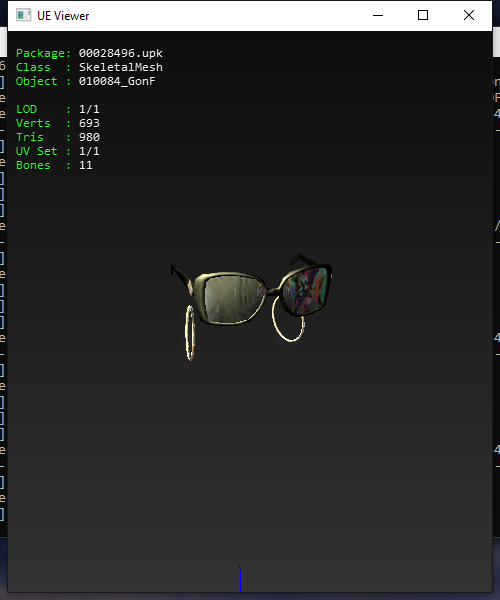 UE Viewer
Package: 00028496.upk
Class : SkeletalMesh
Object : 010084_GonF
LOD : 1/1
Verts : 693
Tris : 980
UV Set : 1/1
Bones : 11